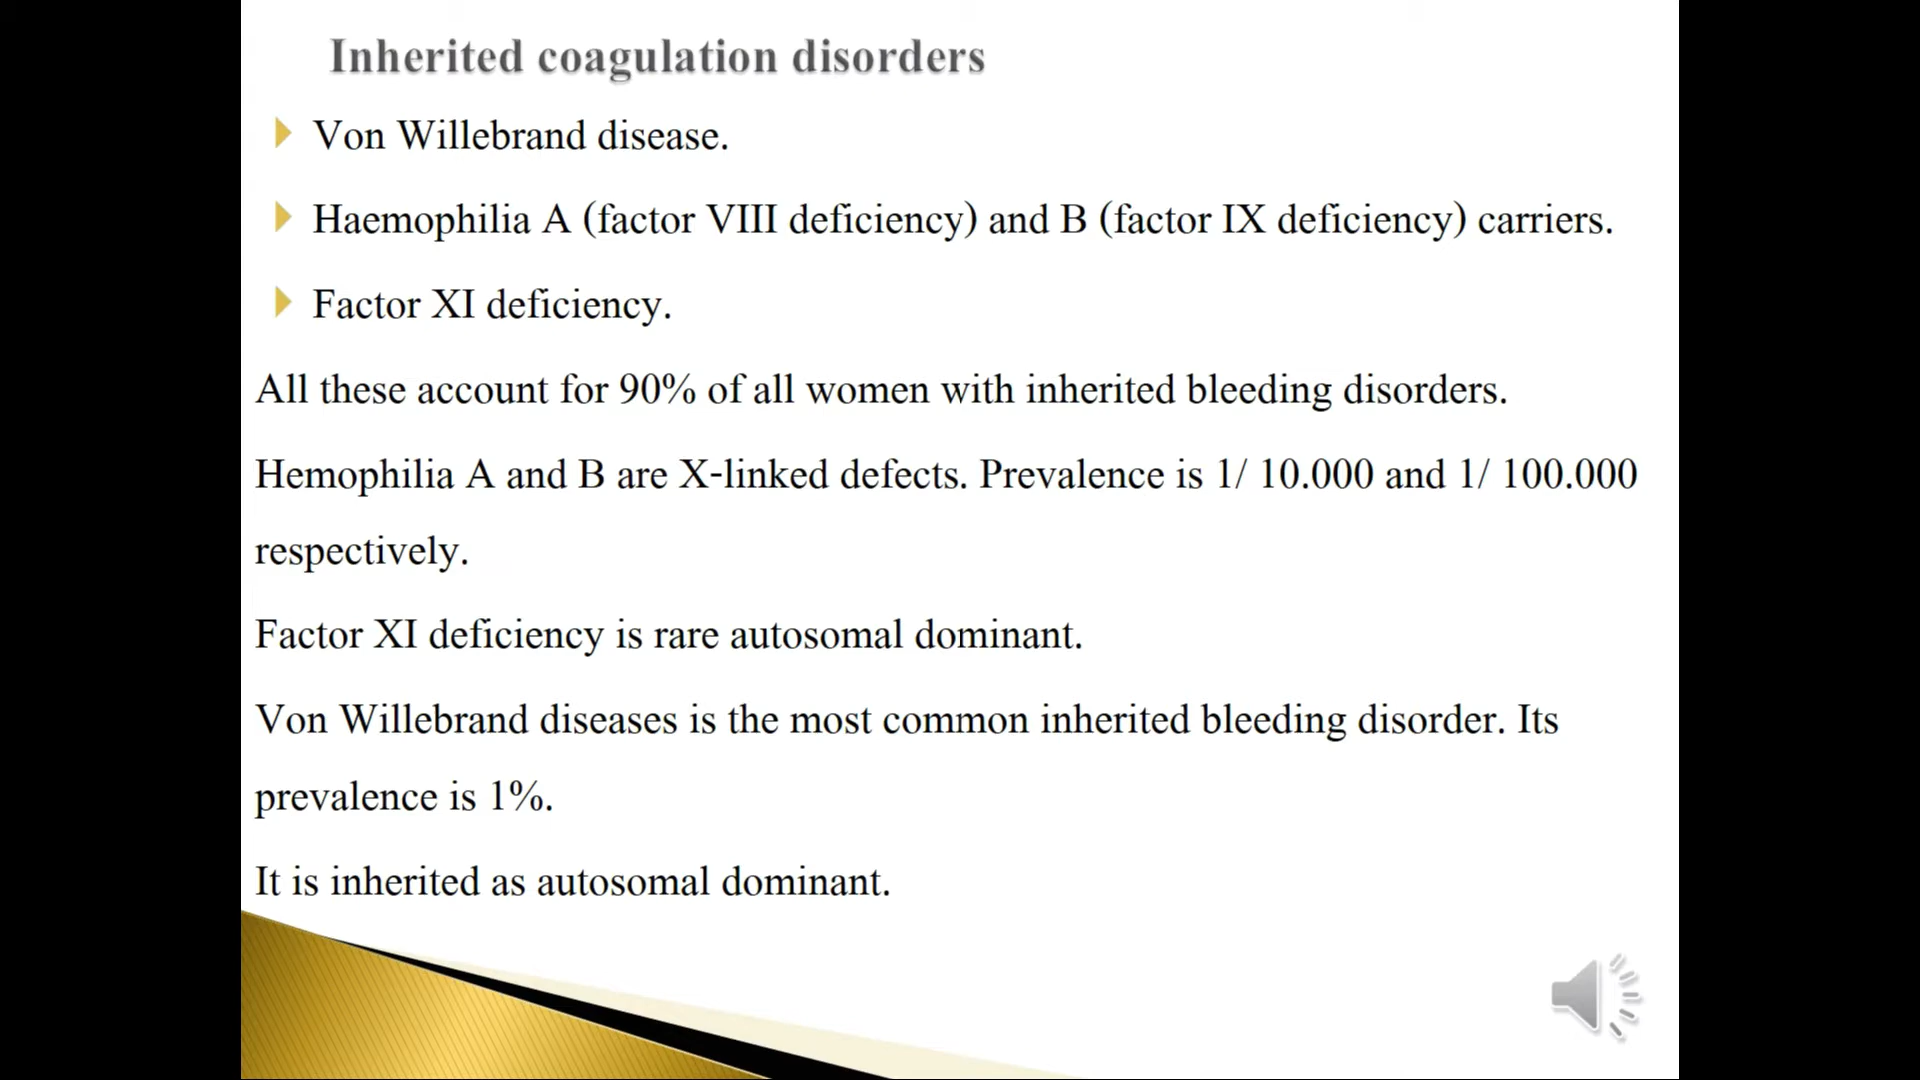 Inherited coagulation disorders
Von Willebrand disease.
Haemophilia A (factor VIII deficiency) and B (factor IX deficiency) carriers.
Factor XI deficiency.
All these account for 90% of all women with inherited bleeding disorders.
Hemophilia A and B are X-linked defects. Prevalence is 1/ 10.000 and 1/ 100.000
respectively.
Factor XI deficiency is rare autosomal dominant.
Von Willebrand diseases is the most common inherited bleeding disorder. Its
prevalence is 1%.
It is inherited as autosomal dominant.